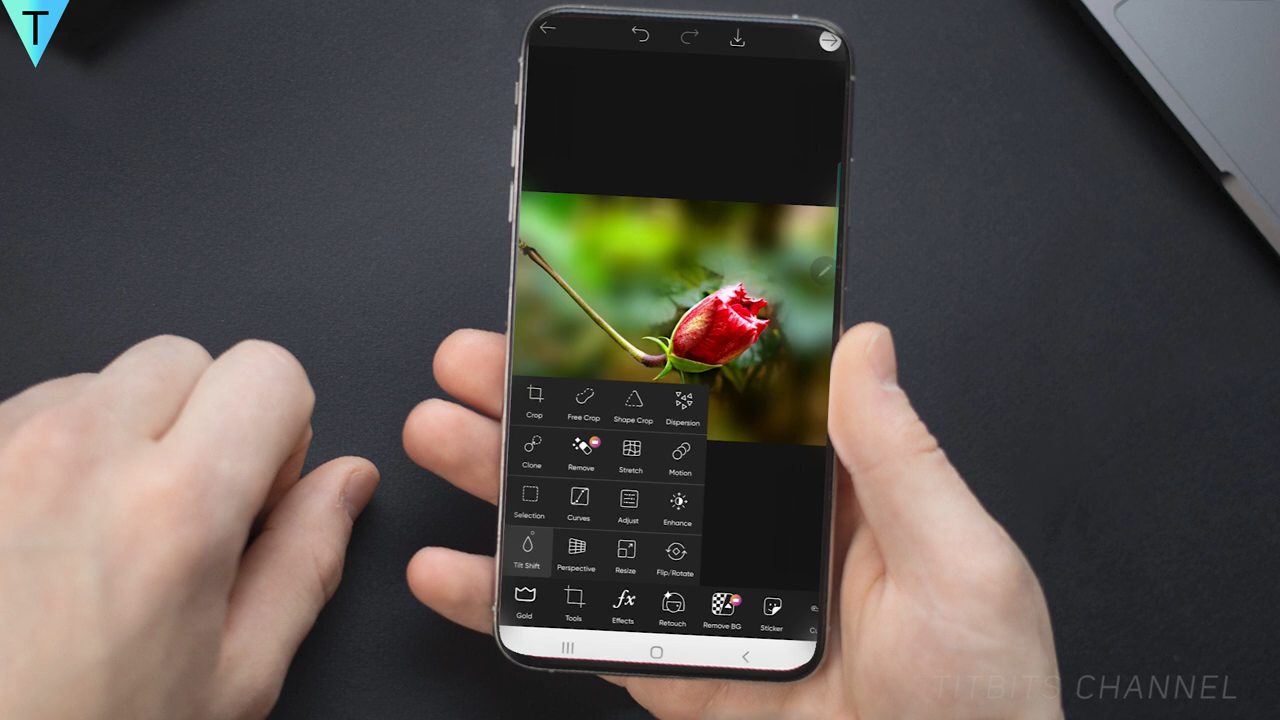 T
Crop Free Crop Shape Crop Dispersion
Clone Remove Stretch Motion
Selection Curves Adjust Enhance
Tilt Shift Perspective Resize Flip/Rotate
Gold Tools Effects Retouch Remove BG Sticker
TITBITS CHANNEL